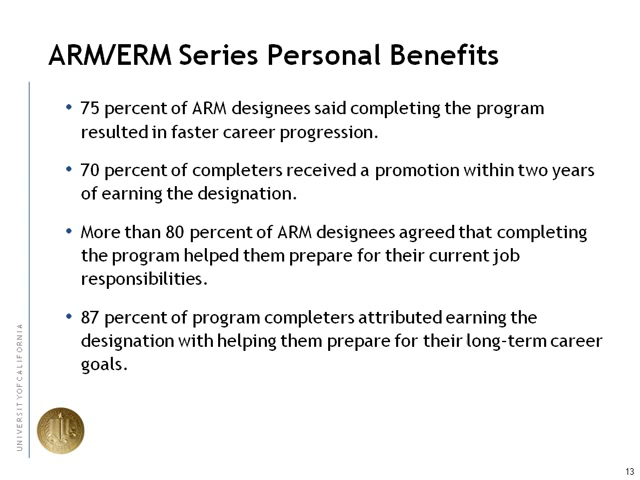 ARM/ERM Series Personal Benefits
• 75 percent of ARM designees said completing the program
resulted in faster career progression.
• 70 percent of completers received a promotion within two years
of earning the designation.
• More than 80 percent of ARM designees agreed that completing
the program helped them prepare for their current job
responsibilities.
• 87 percent of program completers attributed earning the
designation with helping them prepare for their long-term career
goals.
UNIVERSITYOFCALIFORNIA
13